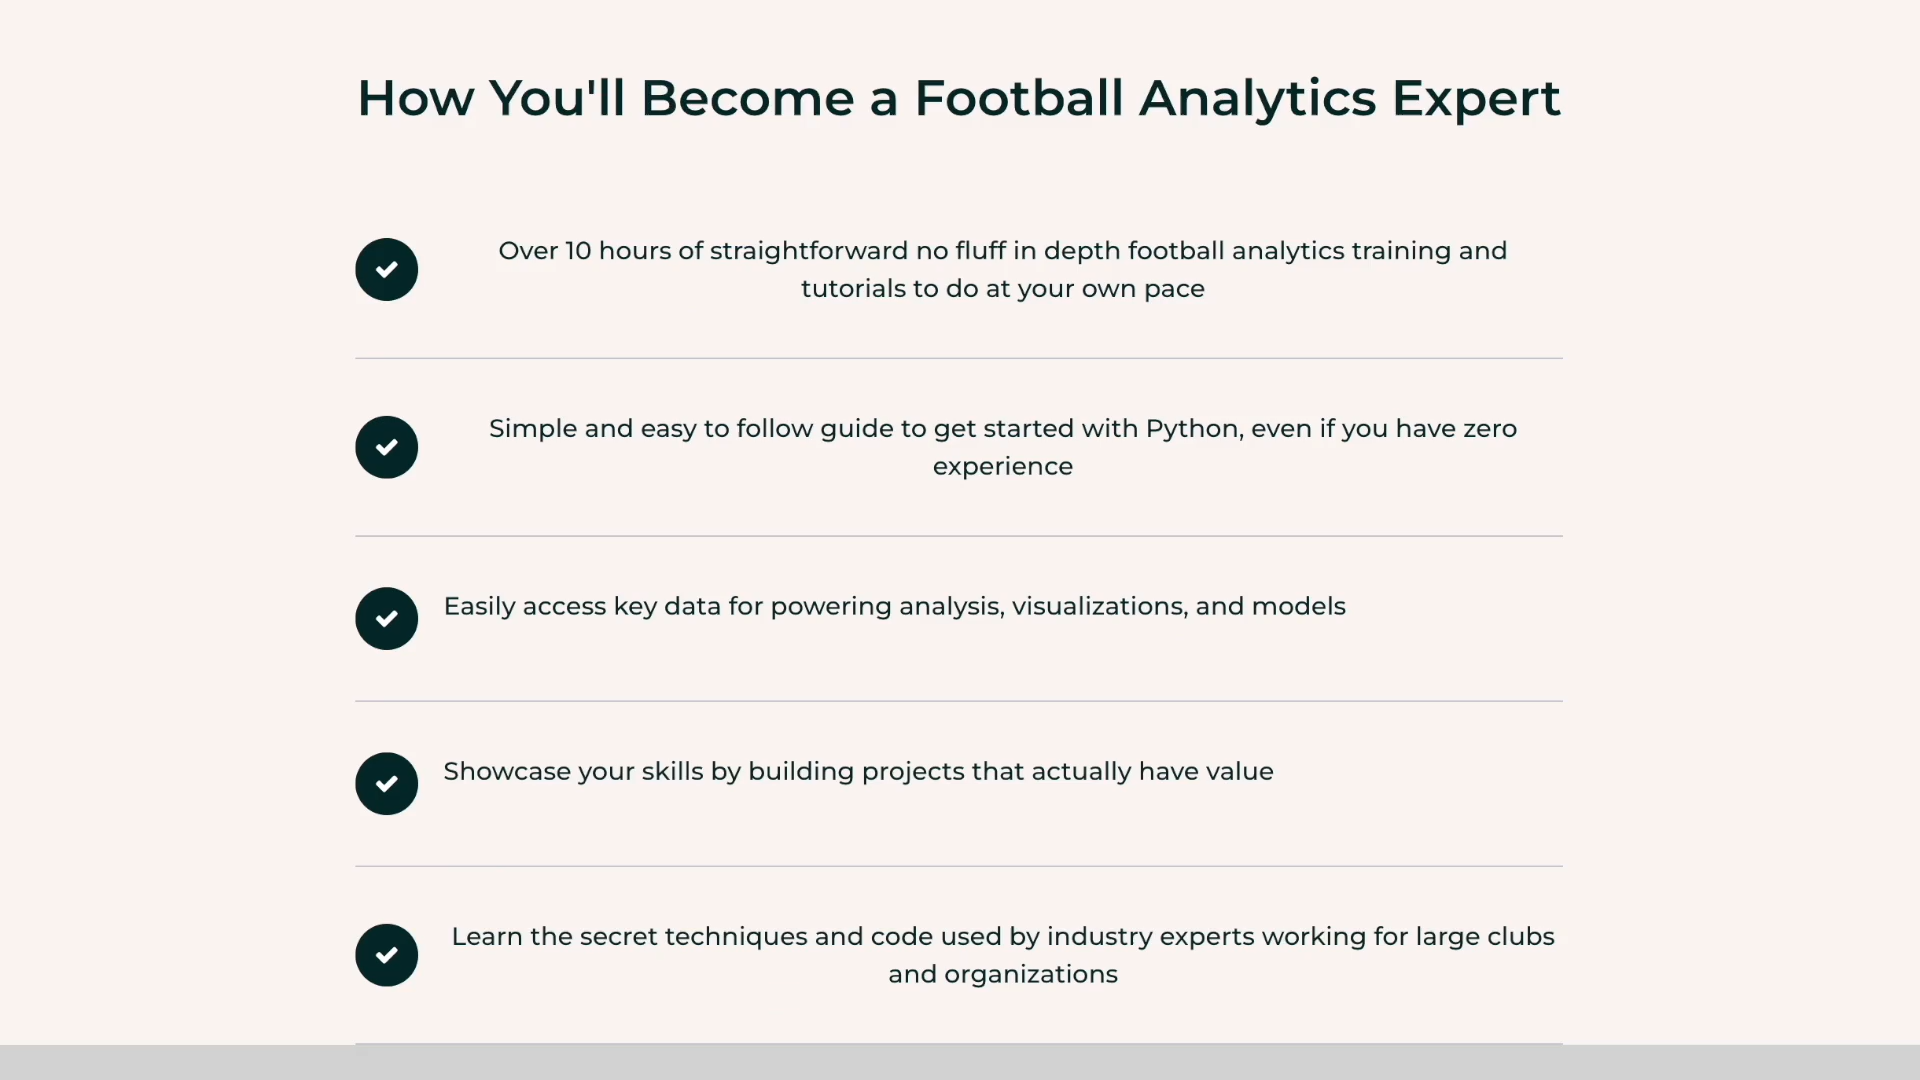 How You'll Become a Football Analytics Expert
Over 10 hours of straightforward no fluff in depth football analytics training and
tutorials to do at your own pace
Simple and easy to follow guide to get started with Python, even if you have zero
experience
Easily access key data for powering analysis, visualizations, and models
Showcase your skills by building projects that actually have value
Learn the secret techniques and code used by industry experts working for large clubs
and organizations